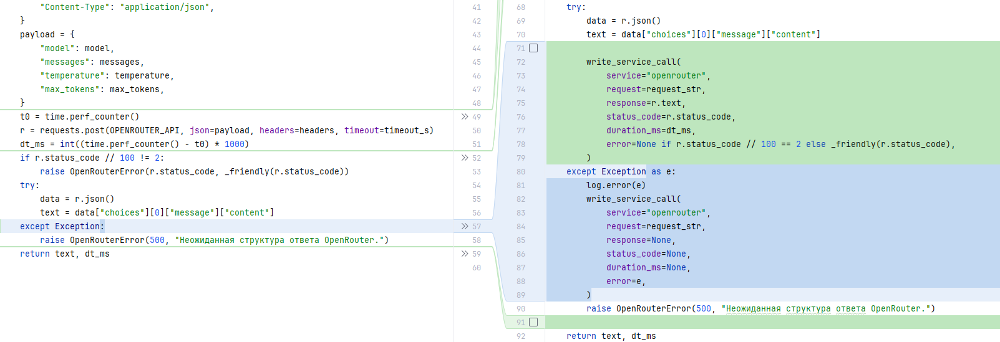 "Content-Type": "application/json",
}
payload = {
"model": model,
"messages": messages,
"temperature": temperature,
"max_tokens": max_tokens,
}
t0 = time.perf_counter()
r = requests.post(OPENROUTER_API, json=payload, headers=headers, timeout=timeout_s)
dt_ms = int((time.perf_counter() - t0) * 1000)
if r.status_code // 100 != 2:
raise OpenRouterError(r.status_code, _friendly(r.status_code))
try:
data = r.json()
text = data["choices"][0]["message"]["content"]
except Exception:
raise OpenRouterError(500, "Неожиданная структура ответа OpenRouter.")
return text, dt_ms
41
42
43
44
45
46
47
48
49
50
51
52
53
54
55
56
57
58
59
60
68 try:
69 data = r.json()
70 text = data["choices"][0]["message"]["content"]
71
72 write_service_call(
73 service="openrouter",
74 request=request_str,
75 response=r.text,
76 status_code=r.status_code,
77 duration_ms=dt_ms,
78 error=None if r.status_code // 100 == 2 else _friendly(r.status_code),
79 )
80 except Exception as e:
81 log.error(e)
82 write_service_call(
83 service="openrouter",
84 request=request_str,
85 response=None,
86 status_code=None,
87 duration_ms=None,
88 error=e,
89 )
90 raise OpenRouterError(500, "Неожиданная структура ответа OpenRouter.")
91
92 return text, dt_ms